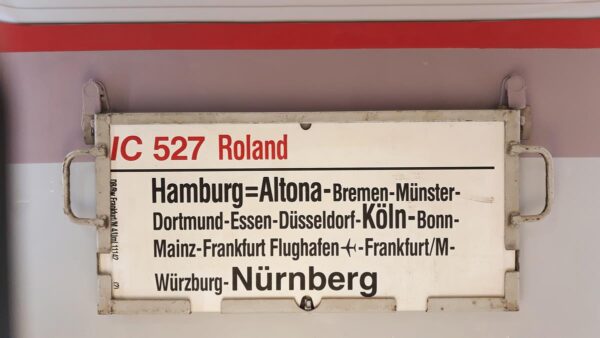 IC 527 Roland
Hamburg=Altona-Bremen-Münster-
Dortmund-Essen-Düsseldorf-Köln-Bonn-
Mainz-Frankfurt Flughafen✈-Frankfurt/M-
Würzburg-Nürnberg